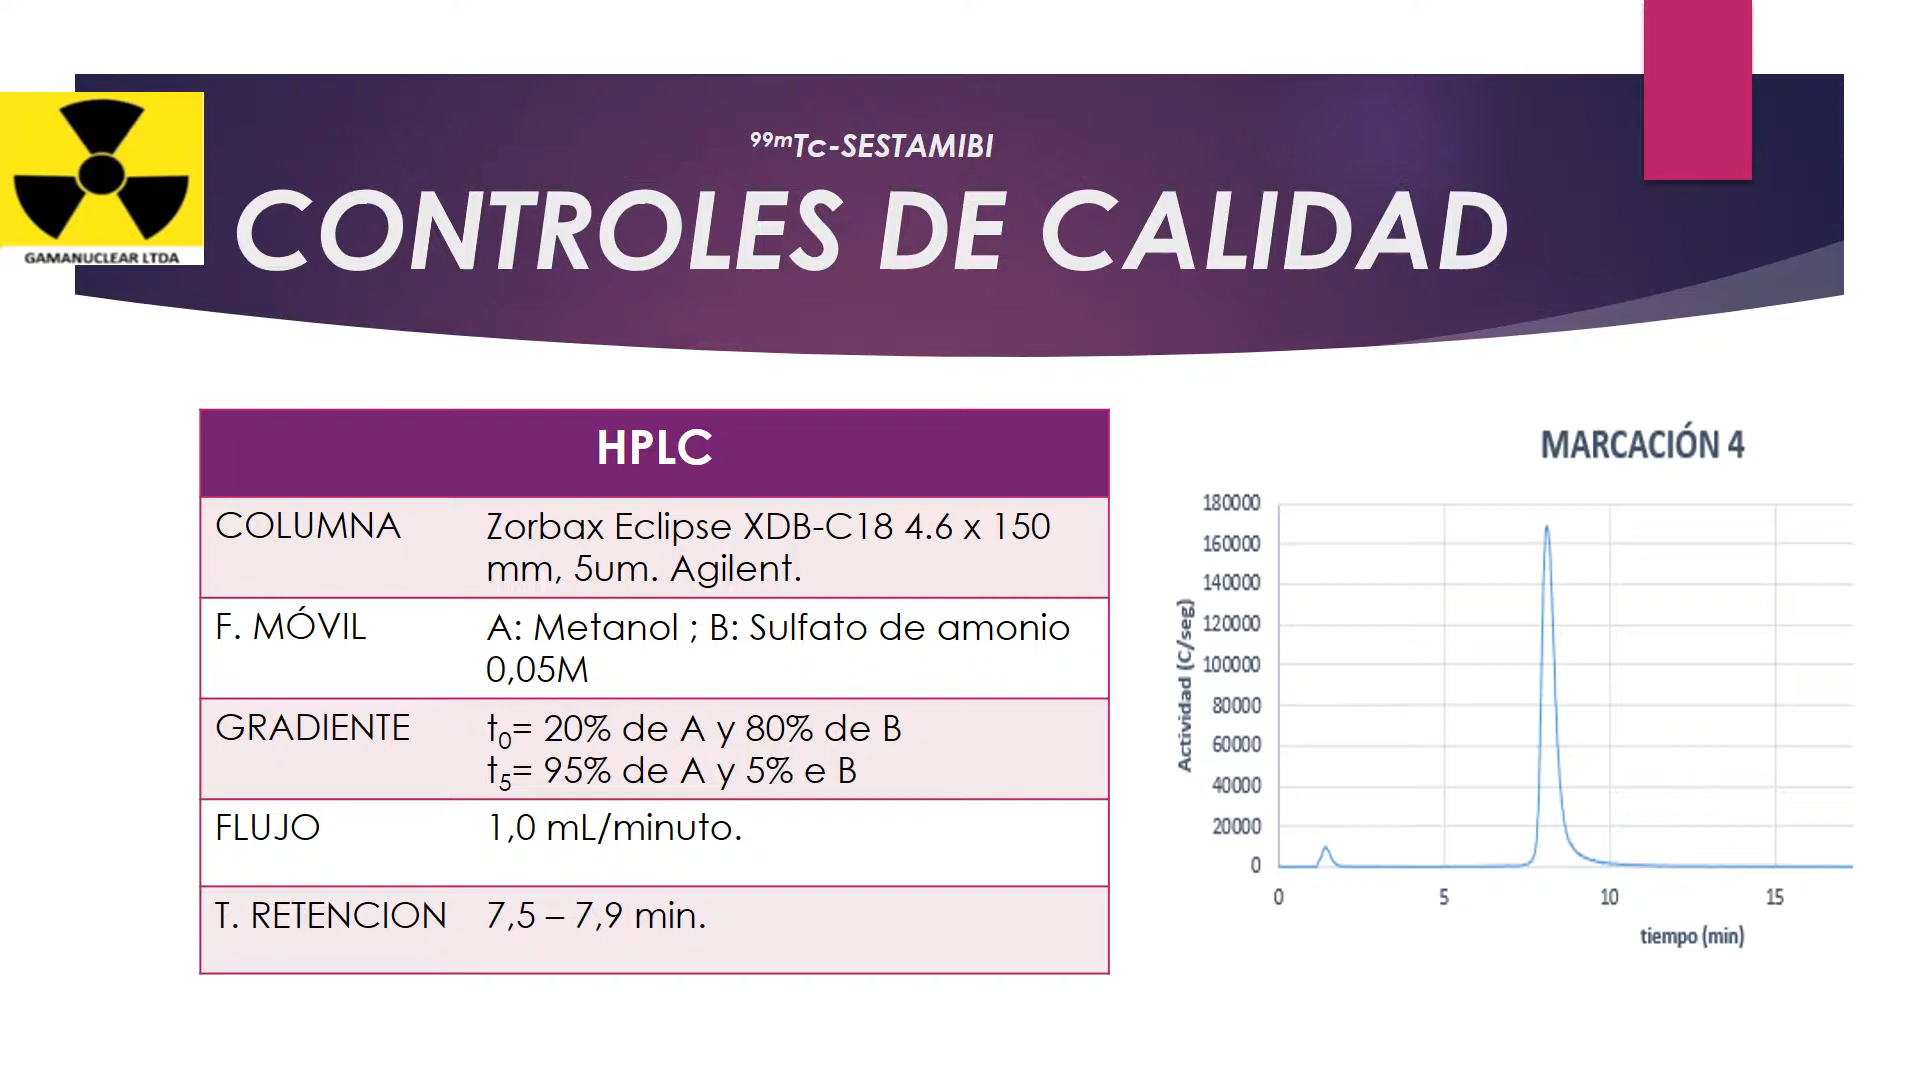 99mTc-SESTAMIBI
CONTROLES DE CALIDAD
GAMANUCLEAR LTDA
HPLC
COLUMNA
Zorbax Eclipse XDB-C18 4.6 x 150
mm, 5um. Agilent.
F. MÓVIL
A: Metanol ; B: Sulfato de amonio
0,05M
GRADIENTE
t0= 20% de A y 80% de B
t5= 95% de A y 5% e B
FLUJO
1,0 mL/minuto.
T. RETENCION
7,5 – 7,9 min.
MARCACIÓN 4
Actividad (C/seg)
180000
160000
140000
120000
100000
80000
60000
40000
20000
0
0 5 10 15
tiempo (min)